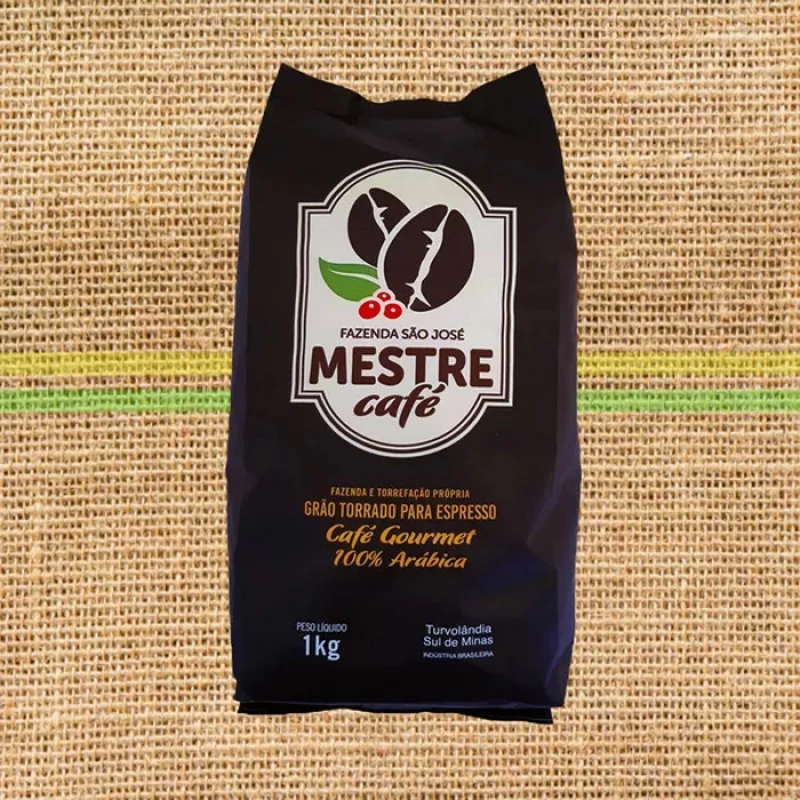 FAZENDA SÃO JOSÉ
MESTRE
café
FAZENDA E TORREFAÇÃO PRÓPRIA
GRÃO TORRADO PARA ESPRESSO
Café Gourmet
100% Arábica
PESO LÍQUIDO
1kg
Turvolândia
Sul de Minas
INDÚSTRIA BRASILEIRA